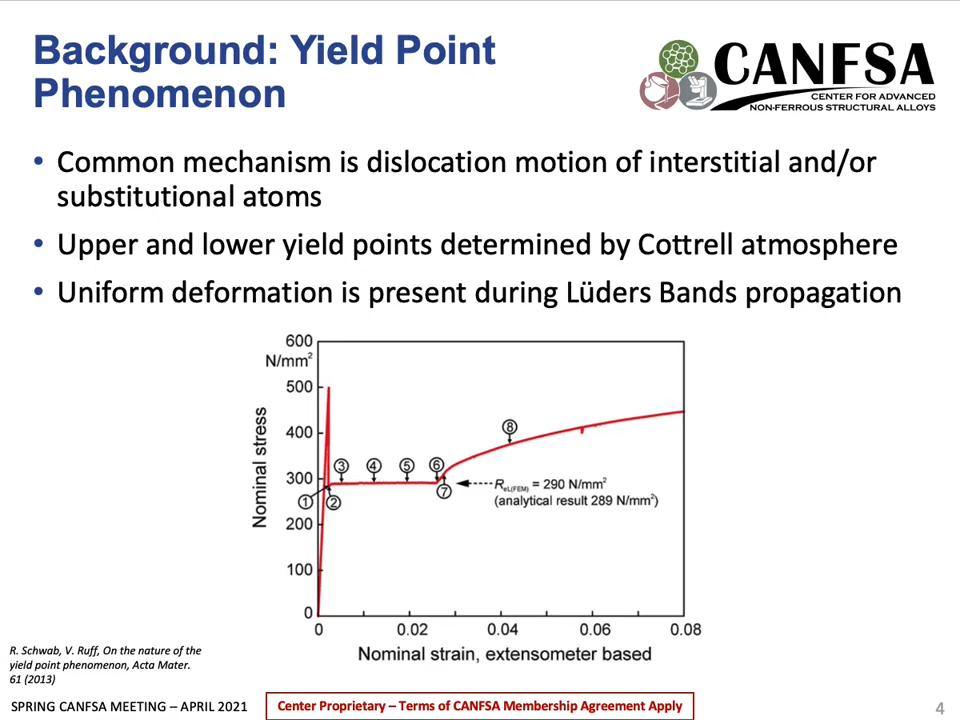 Background: Yield Point
Phenomenon
CANFSA
CENTER FOR ADVANCED
NON-FERROUS STRUCTURAL ALLOYS
• Common mechanism is dislocation motion of interstitial and/or
substitutional atoms
• Upper and lower yield points determined by Cottrell atmosphere
• Uniform deformation is present during Lüders Bands propagation
600
N/mm²
500
400
300
200
100
0
Nominal stress
① ② ③ ④ ⑤ ⑥ ⑦ ⑧
ReL(FEM) = 290 N/mm²
(analytical result 289 N/mm²)
0 0.02 0.04 0.06 0.08
Nominal strain, extensometer based
R. Schwab, V. Ruff, On the nature of the
yield point phenomenon, Acta Mater.
61 (2013)
SPRING CANFSA MEETING – APRIL 2021
Center Proprietary – Terms of CANFSA Membership Agreement Apply
4